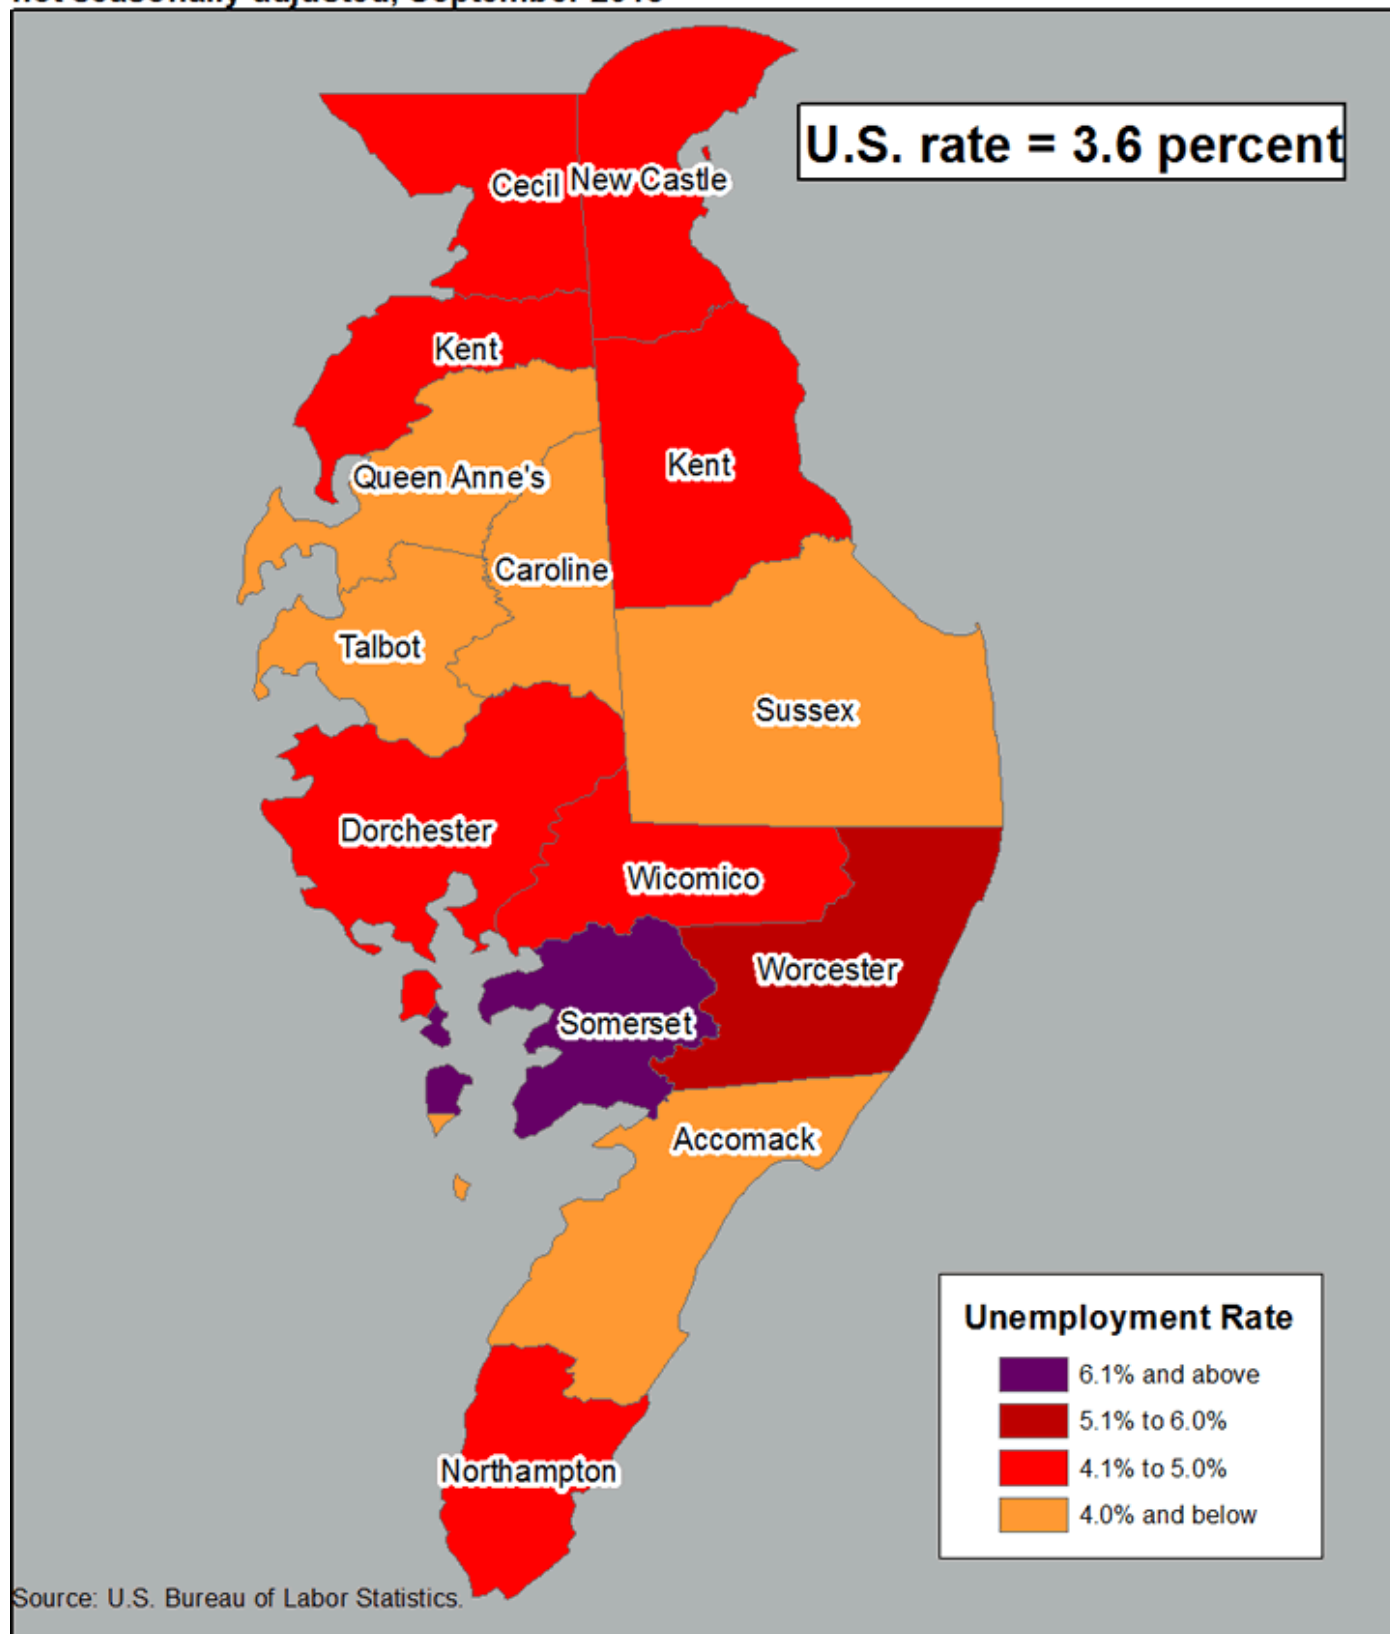 U.S. rate = 3.6 percent
Cecil
New Castle
Kent
Kent
Queen Anne's
Caroline
Talbot
Sussex
Dorchester
Wicomico
Worcester
Somerset
Accomack
Northampton
Unemployment Rate
6.1% and above
5.1% to 6.0%
4.1% to 5.0%
4.0% and below
Source: U.S. Bureau of Labor Statistics.